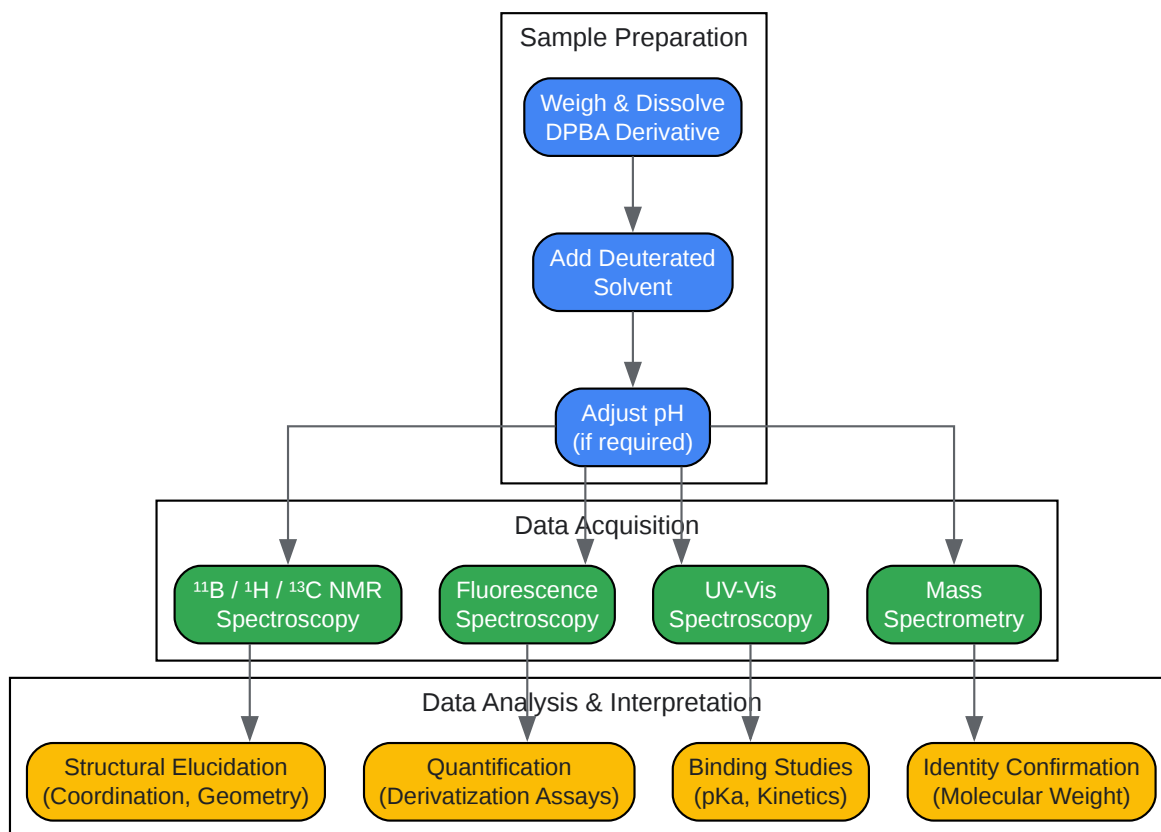 Sample Preparation
Weigh & Dissolve
DPBA Derivative
Add Deuterated
Solvent
Adjust pH
(if required)
Data Acquisition
¹¹B / ¹H / ¹³C NMR
Spectroscopy
Fluorescence
Spectroscopy
UV-Vis
Spectroscopy
Mass
Spectrometry
Data Analysis & Interpretation
Structural Elucidation
(Coordination, Geometry)
Quantification
(Derivatization Assays)
Binding Studies
(pKa, Kinetics)
Identity Confirmation
(Molecular Weight)